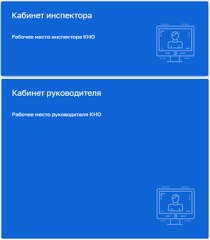 Кабинет инспектора
Рабочее место инспектора КНО
Кабинет руководителя
Рабочее место руководителя КНО